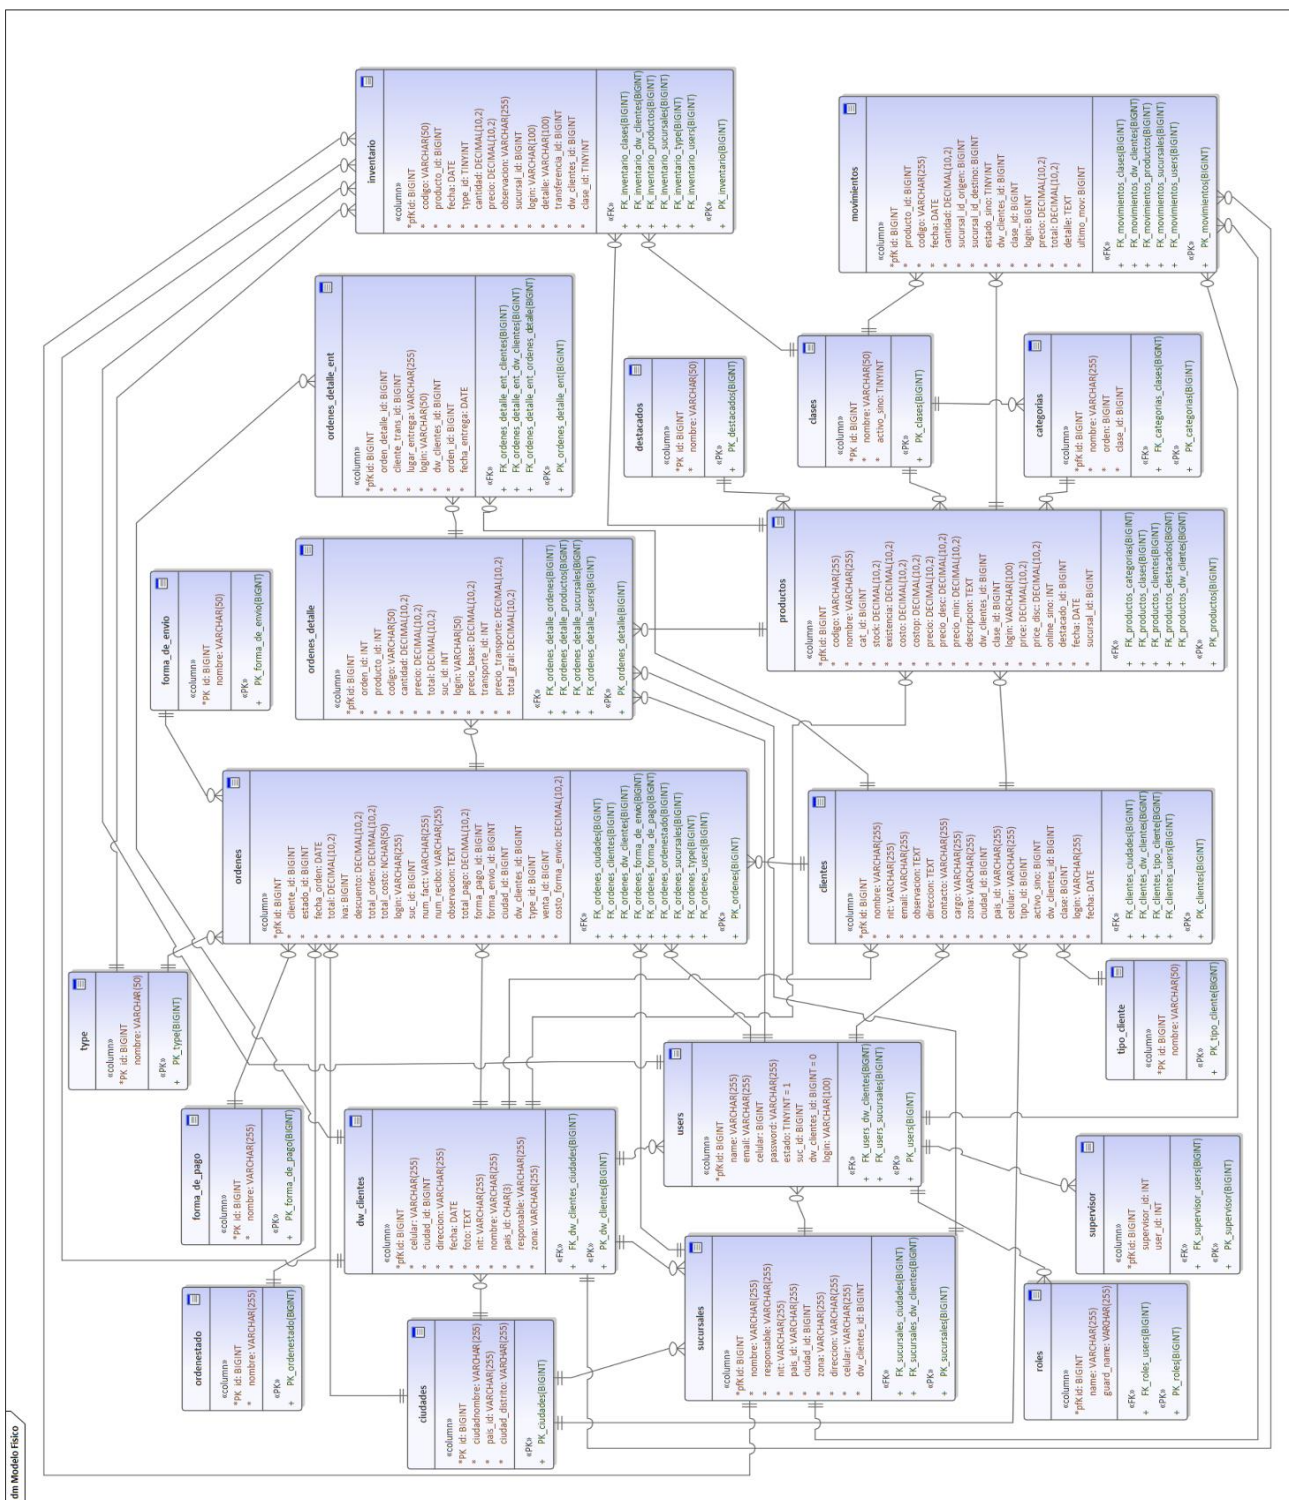 dm Modelo Fisico
ordenestado
«column»
*PK id: BIGINT
* nombre: VARCHAR(255)
«PK»
+ PK_ordenestado(BIGINT)
forma_de_pago
«column»
*PK id: BIGINT
* nombre: VARCHAR(255)
«PK»
+ PK_forma_de_pago(BIGINT)
type
«column»
*PK id: BIGINT
nombre: VARCHAR(50)
«PK»
+ PK_type(BIGINT)
forma_de_envio
«column»
*PK id: BIGINT
nombre: VARCHAR(50)
«PK»
+ PK_forma_de_envio(BIGINT)
inventario
«column»
*pfK id: BIGINT
* codigo: VARCHAR(50)
* producto_id: BIGINT
* fecha: DATE
* type_id: TINYINT
* cantidad: DECIMAL(10,2)
* precio: DECIMAL(10,2)
* observacion: VARCHAR(255)
* sucursal_id: BIGINT
* login: VARCHAR(100)
* detalle: VARCHAR(100)
* transferencia_id: BIGINT
* dw_clientes_id: BIGINT
* clase_id: TINYINT
«FK»
+ FK_inventario_clases(BIGINT)
+ FK_inventario_dw_clientes(BIGINT)
+ FK_inventario_productos(BIGINT)
+ FK_inventario_sucursales(BIGINT)
+ FK_inventario_type(BIGINT)
+ FK_inventario_users(BIGINT)
«PK»
+ PK_inventario(BIGINT)
ordenes
«column»
*pfK id: BIGINT
* cliente_id: BIGINT
* estado_id: BIGINT
* fecha_orden: DATE
* total: DECIMAL(10,2)
* iva: BIGINT
* descuento: DECIMAL(10,2)
* total_orden: DECIMAL(10,2)
* total_costo: NCHAR(50)
* login: VARCHAR(255)
* suc_id: BIGINT
* num_fact: VARCHAR(255)
* num_recibo: VARCHAR(255)
* observacion: TEXT
* total_pago: DECIMAL(10,2)
* forma_pago_id: BIGINT
* forma_envio_id: BIGINT
* ciudad_id: BIGINT
* dw_clientes_id: BIGINT
* type_id: BIGINT
* venta_id: BIGINT
* costo_forma_envio: DECIMAL(10,2)
«FK»
+ FK_ordenes_ciudades(BIGINT)
+ FK_ordenes_clientes(BIGINT)
+ FK_ordenes_dw_clientes(BIGINT)
+ FK_ordenes_forma_de_envio(BIGINT)
+ FK_ordenes_forma_de_pago(BIGINT)
+ FK_ordenes_ordenestado(BIGINT)
+ FK_ordenes_sucursales(BIGINT)
+ FK_ordenes_type(BIGINT)
+ FK_ordenes_users(BIGINT)
«PK»
+ PK_ordenes(BIGINT)
ordenes_detalle
«column»
*pfK id: BIGINT
* orden_id: INT
* producto_id: INT
* codigo: VARCHAR(50)
* cantidad: DECIMAL(10,2)
* precio: DECIMAL(10,2)
* total: DECIMAL(10,2)
* suc_id: INT
* login: VARCHAR(50)
* precio_base: DECIMAL(10,2)
* transporte_id: INT
* precio_transporte: DECIMAL(10,2)
* total_gral: DECIMAL(10,2)
«FK»
+ FK_ordenes_detalle_ordenes(BIGINT)
+ FK_ordenes_detalle_productos(BIGINT)
+ FK_ordenes_detalle_sucursales(BIGINT)
+ FK_ordenes_detalle_users(BIGINT)
«PK»
+ PK_ordenes_detalle(BIGINT)
ordenes_detalle_ent
«column»
*pfK id: BIGINT
* orden_detalle_id: BIGINT
* cliente_trans_id: BIGINT
* lugar_entrega: VARCHAR(255)
* login: VARCHAR(50)
* dw_clientes_id: BIGINT
* orden_id: BIGINT
* fecha_entrega: DATE
«FK»
+ FK_ordenes_detalle_ent_clientes(BIGINT)
+ FK_ordenes_detalle_ent_dw_clientes(BIGINT)
+ FK_ordenes_detalle_ent_ordenes_detalle(BIGINT)
«PK»
+ PK_ordenes_detalle_ent(BIGINT)
ciudades
«column»
*PK id: BIGINT
* ciudadnombre: VARCHAR(255)
* pais_id: VARCHAR(255)
* ciudad_distrito: VARCHAR(255)
«PK»
+ PK_ciudades(BIGINT)
dw_clientes
«column»
*pfK id: BIGINT
* celular: VARCHAR(255)
* ciudad_id: BIGINT
* direccion: VARCHAR(255)
* fecha: DATE
* foto: TEXT
* nit: VARCHAR(255)
* nombre: VARCHAR(255)
* pais_id: CHAR(3)
* responsable: VARCHAR(255)
* zona: VARCHAR(255)
«FK»
+ FK_dw_clientes_ciudades(BIGINT)
«PK»
+ PK_dw_clientes(BIGINT)
sucursales
«column»
*pfK id: BIGINT
* nombre: VARCHAR(255)
* responsable: VARCHAR(255)
* nit: VARCHAR(255)
* pais_id: VARCHAR(255)
* ciudad_id: BIGINT
* zona: VARCHAR(255)
* direccion: VARCHAR(255)
* celular: VARCHAR(255)
* dw_clientes_id: BIGINT
«FK»
+ FK_sucursales_ciudades(BIGINT)
+ FK_sucursales_dw_clientes(BIGINT)
«PK»
+ PK_sucursales(BIGINT)
users
«column»
*pfK id: BIGINT
name: VARCHAR(255)
email: VARCHAR(255)
celular: BIGINT
password: VARCHAR(255)
estado: TINYINT = 1
suc_id: BIGINT
dw_clientes_id: BIGINT = 0
login: VARCHAR(100)
«FK»
+ FK_users_dw_clientes(BIGINT)
+ FK_users_sucursales(BIGINT)
«PK»
+ PK_users(BIGINT)
clientes
«column»
*pfK id: BIGINT
* nombre: VARCHAR(255)
* nit: VARCHAR(255)
* email: VARCHAR(255)
* observacion: TEXT
* direccion: TEXT
* contacto: VARCHAR(255)
* cargo: VARCHAR(255)
* zona: VARCHAR(255)
* ciudad_id: BIGINT
* pais_id: VARCHAR(255)
* celular: VARCHAR(255)
* tipo_id: BIGINT
* activo_sino: BIGINT
* dw_clientes_id: BIGINT
* clase: BIGINT
* login: VARCHAR(255)
* fecha: DATE
«FK»
+ FK_clientes_ciudades(BIGINT)
+ FK_clientes_dw_clientes(BIGINT)
+ FK_clientes_tipo_cliente(BIGINT)
+ FK_clientes_users(BIGINT)
«PK»
+ PK_clientes(BIGINT)
productos
«column»
*pfK id: BIGINT
* codigo: VARCHAR(255)
* nombre: VARCHAR(255)
* cat_id: BIGINT
* stock: DECIMAL(10,2)
* existencia: DECIMAL(10,2)
* costo: DECIMAL(10,2)
* costop: DECIMAL(10,2)
* precio: DECIMAL(10,2)
* precio_desc: DECIMAL(10,2)
* precio_min: DECIMAL(10,2)
* descripcion: TEXT
* dw_clientes_id: BIGINT
* clase_id: BIGINT
* login: VARCHAR(100)
* price: DECIMAL(10,2)
* price_disc: DECIMAL(10,2)
* online_sino: INT
* destacado_id: BIGINT
* fecha: DATE
* sucursal_id: BIGINT
«FK»
+ FK_productos_categorias(BIGINT)
+ FK_productos_clases(BIGINT)
+ FK_productos_clientes(BIGINT)
+ FK_productos_destacados(BIGINT)
+ FK_productos_dw_clientes(BIGINT)
«PK»
+ PK_productos(BIGINT)
destacados
«column»
*PK id: BIGINT
* nombre: VARCHAR(50)
«PK»
+ PK_destacados(BIGINT)
clases
«column»
*PK id: BIGINT
* nombre: VARCHAR(50)
* activo_sino: TINYINT
«PK»
+ PK_clases(BIGINT)
movimientos
«column»
*pfK id: BIGINT
* producto_id: BIGINT
* codigo: VARCHAR(255)
* fecha: DATE
* cantidad: DECIMAL(10,2)
* sucursal_id_origen: BIGINT
* sucursal_id_destino: BIGINT
* estado_sino: TINYINT
* dw_clientes_id: BIGINT
* clase_id: BIGINT
* login: BIGINT
* precio: DECIMAL(10,2)
* total: DECIMAL(10,2)
* detalle: TEXT
* ultimo_mov: BIGINT
«FK»
+ FK_movimientos_clases(BIGINT)
+ FK_movimientos_dw_clientes(BIGINT)
+ FK_movimientos_productos(BIGINT)
+ FK_movimientos_sucursales(BIGINT)
+ FK_movimientos_users(BIGINT)
«PK»
+ PK_movimientos(BIGINT)
roles
«column»
*pfK id: BIGINT
name: VARCHAR(255)
guard_name: VARCHAR(255)
«FK»
+ FK_roles_users(BIGINT)
«PK»
+ PK_roles(BIGINT)
supervisor
«column»
*pfK id: BIGINT
supervisor_id: INT
user_id: INT
«FK»
+ FK_supervisor_users(BIGINT)
«PK»
+ PK_supervisor(BIGINT)
tipo_cliente
«column»
*PK id: BIGINT
nombre: VARCHAR(50)
«PK»
+ PK_tipo_cliente(BIGINT)
categorias
«column»
*pfK id: BIGINT
* nombre: VARCHAR(255)
* orden: BIGINT
* clase_id: BIGINT
«FK»
+ FK_categorias_clases(BIGINT)
«PK»
+ PK_categorias(BIGINT)